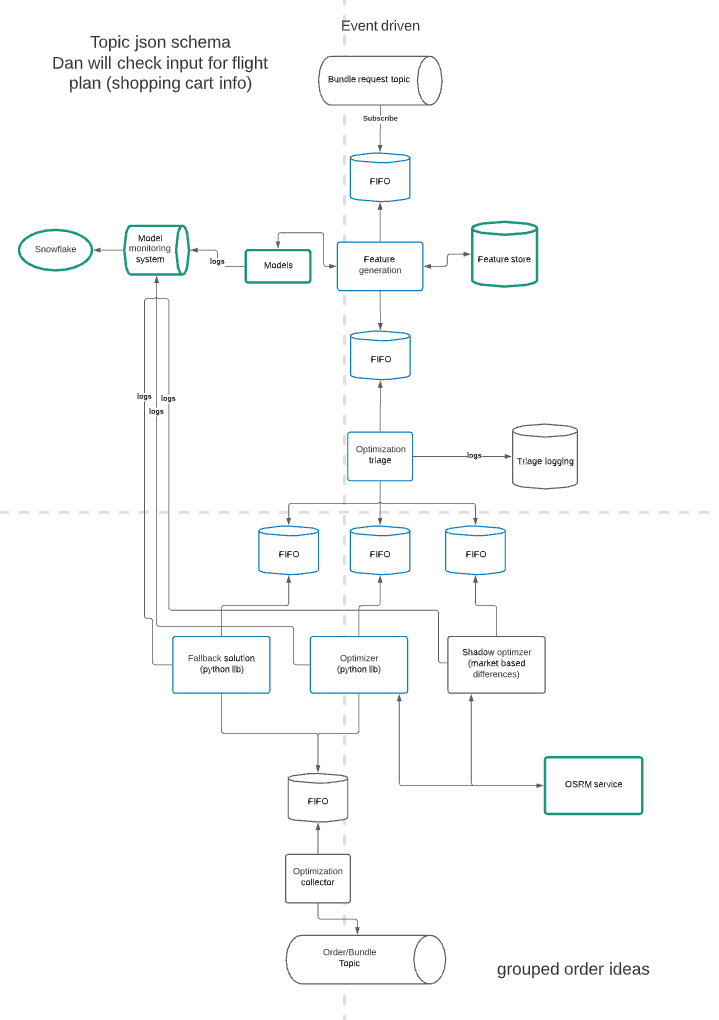 Event driven
Topic json schema
Dan will check input for flight
plan (shopping cart info)
Bundle request topic
Subscribe
FIFO
Snowflake
Model
monitoring
system
logs
Models
Feature
generation
Feature store
FIFO
logs
logs
logs
Optimization
triage
logs
Triage logging
FIFO
FIFO
FIFO
Fallback solution
(python lib)
Optimizer
(python lib)
Shadow optimzer
(market based
differences)
OSRM service
FIFO
Optimization
collector
Order/Bundle
Topic
grouped order ideas